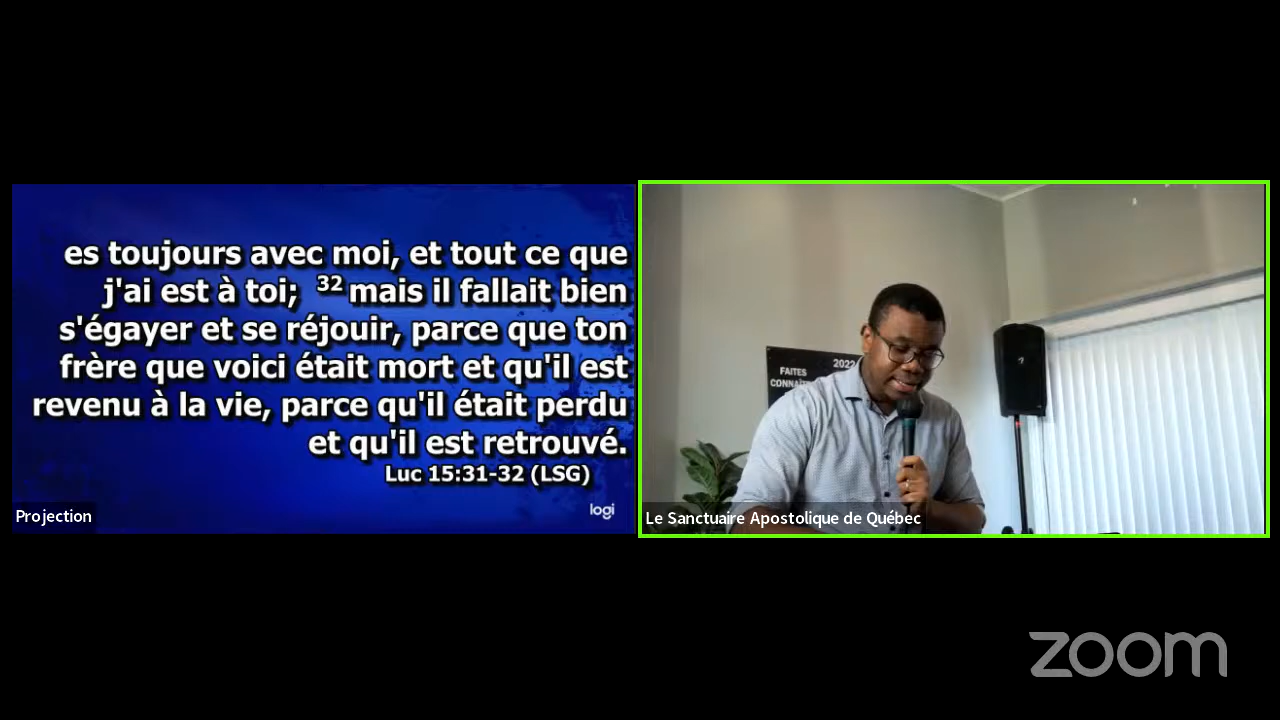 es toujours avec moi, et tout ce que
j'ai est à toi; 32 mais il fallait bien
s'égayer et se réjouir, parce que ton
frère que voici était mort et qu'il est
revenu à la vie, parce qu'il était perdu
et qu'il est retrouvé.
Luc 15:31-32 (LSG)
logi
Projection
2022
FAITES
Le Sanctuaire Apostolique de Québec
zoom